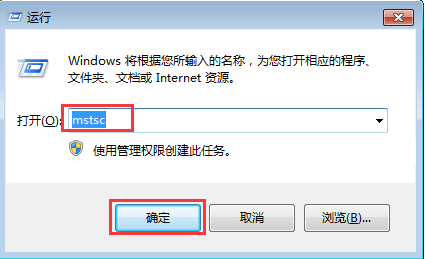 运行
Windows 将根据您所输入的名称，为您打开相应的程序、
文件夹、文档或 Internet 资源。
打开(O): mstsc
使用管理权限创建此任务。
确定 取消 浏览(B)...